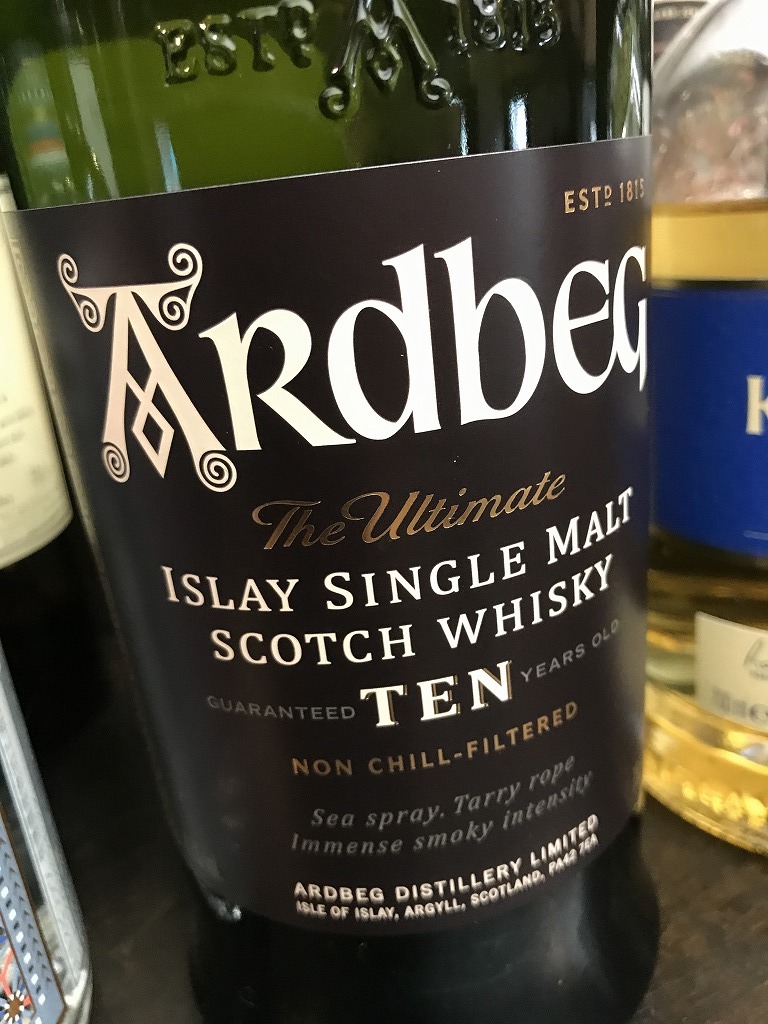 ESTD 1815
ESTD 1815
ARDBEG
The Ultimate
ISLAY SINGLE MALT
SCOTCH WHISKY
GUARANTEED TEN YEARS OLD
NON CHILL-FILTERED
Sea spray. Tarry rope
Immense smoky intensity
ARDBEG DISTILLERY LIMITED
ISLE OF ISLAY, ARGYLL, SCOTLAND, PA42 7EA
K